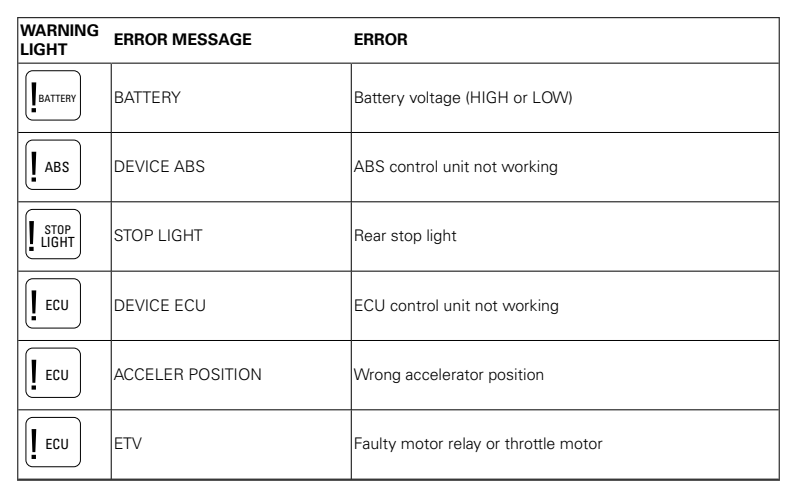 WARNING LIGHT ERROR MESSAGE ERROR
! BATTERY BATTERY Battery voltage (HIGH or LOW)
! ABS DEVICE ABS ABS control unit not working
! STOP LIGHT STOP LIGHT Rear stop light
! ECU DEVICE ECU ECU control unit not working
! ECU ACCELER POSITION Wrong accelerator position
! ECU ETV Faulty motor relay or throttle motor